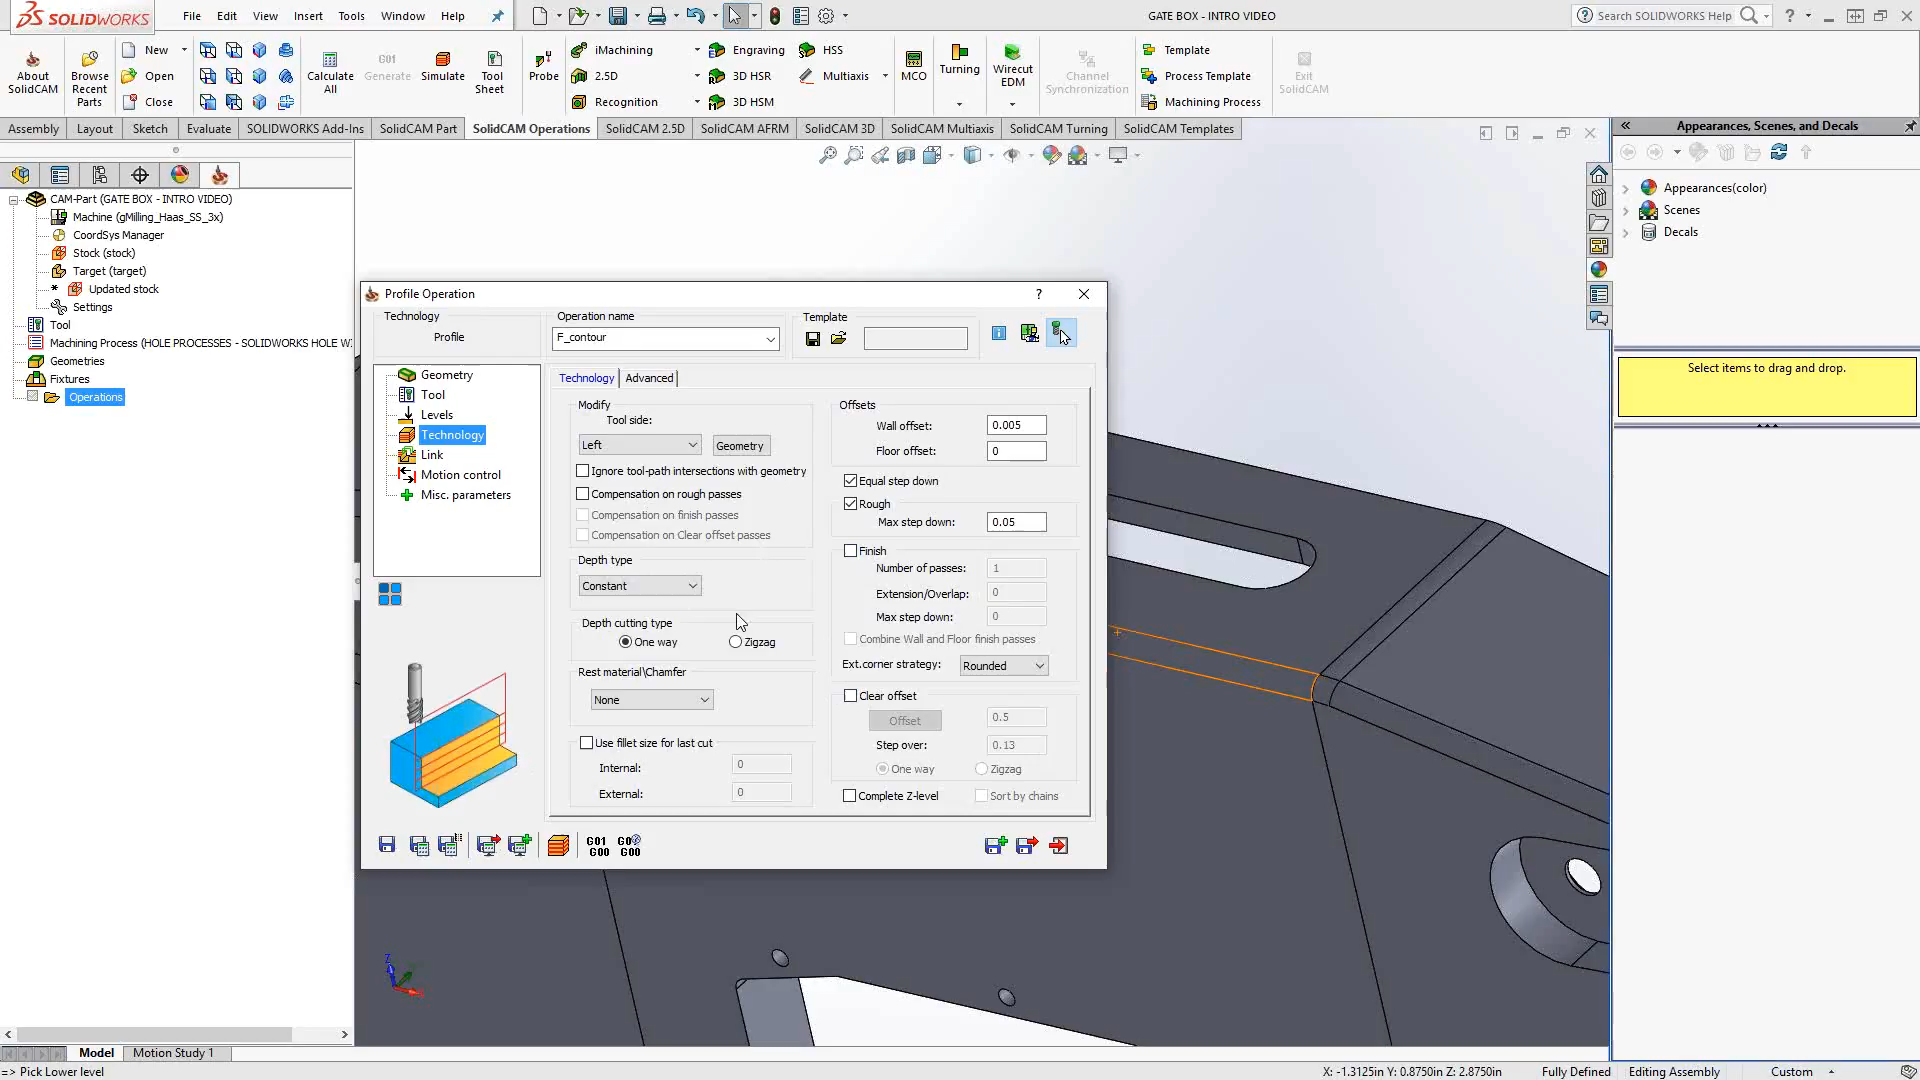 SOLIDWORKS
File Edit View Insert Tools Window Help
GATE BOX - INTRO VIDEO
Search SOLIDWORKS Help
About SolidCAM
Browse Recent Parts
New
Open
Close
Calculate All
G01
Generate
Simulate
Tool Sheet
Probe
iMachining
2.5D
Recognition
Engraving
3D HSR
3D HSM
HSS
Multiaxis
MCO
Turning
Wirecut EDM
Channel Synchronization
Template
Process Template
Machining Process
Exit SolidCAM
Assembly Layout Sketch Evaluate SOLIDWORKS Add-Ins SolidCAM Part SolidCAM Operations SolidCAM 2.5D SolidCAM AFRM SolidCAM 3D SolidCAM Multiaxis SolidCAM Turning SolidCAM Templates
Appearances, Scenes, and Decals
Appearances(color)
Scenes
Decals
Select items to drag and drop.
CAM-Part (GATE BOX - INTRO VIDEO)
Machine (gMilling_Haas_SS_3x)
CoordSys Manager
Stock (stock)
Target (target)
* Updated stock
Settings
Tool
Machining Process (HOLE PROCESSES - SOLIDWORKS HOLE WI
Geometries
Fixtures
Operations
Profile Operation
?
Technology
Profile
Operation name
F_contour
Template
Geometry
Tool
Levels
Technology
Link
Motion control
Misc. parameters
Technology Advanced
Modify
Tool side:
Left Geometry
Ignore tool-path intersections with geometry
Compensation on rough passes
Compensation on finish passes
Compensation on Clear offset passes
Depth type
Constant
Depth cutting type
One way Zigzag
Rest material\Chamfer
None
Use fillet size for last cut
Internal: 0
External: 0
Offsets
Wall offset: 0.005
Floor offset: 0
Equal step down
Rough
Max step down: 0.05
Finish
Number of passes: 1
Extension/Overlap: 0
Max step down: 0
Combine Wall and Floor finish passes
Ext.corner strategy: Rounded
Clear offset
Offset 0.5
Step over: 0.13
One way Zigzag
Complete Z-level Sort by chains
G01 G00
G00
Z
Model Motion Study 1
=> Pick Lower level
X: -1.3125in Y: 0.8750in Z: 2.8750in Fully Defined Editing Assembly Custom